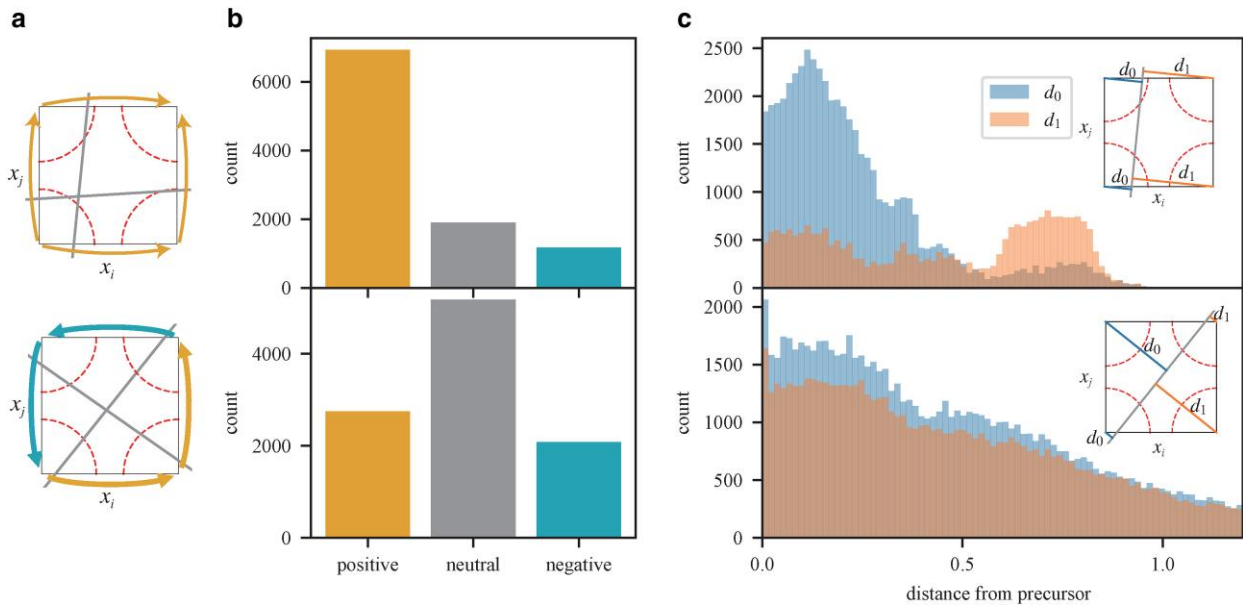 a
x_j
x_i
x_j
x_i
b
count
6000
4000
2000
0
count
4000
2000
0
positive neutral negative
c
count
2500
2000
1500
1000
500
0
d_0
d_1
d_0 d_1
x_j
d_0 d_1
x_i
count
2000
1500
1000
500
0
d_1
d_0
x_j
d_1
d_0
x_i
0.0 0.5 1.0
distance from precursor